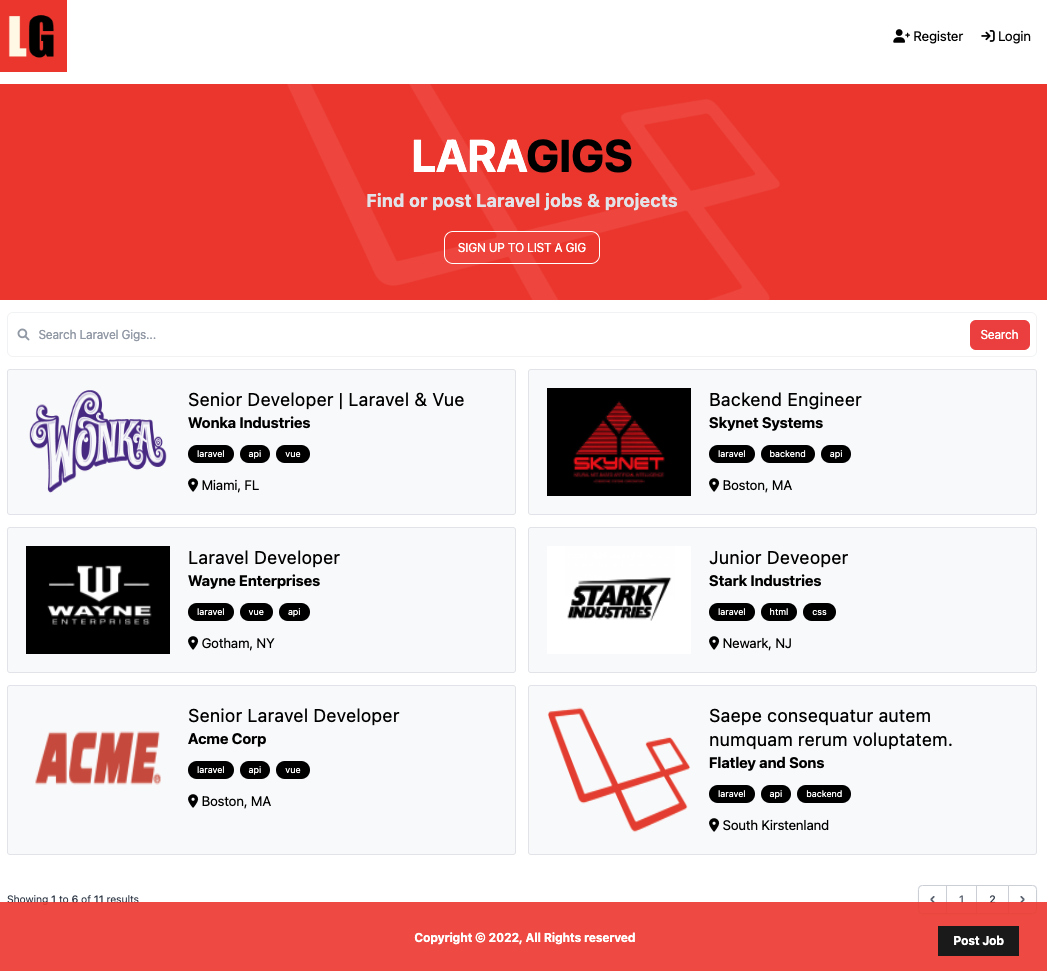 LG
Register
Login
LARAGIGS
Find or post Laravel jobs & projects
SIGN UP TO LIST A GIG
Search Laravel Gigs...
Search
WONKA
Senior Developer | Laravel & Vue
Wonka Industries
laravel api vue
Miami, FL
SKYNET
Backend Engineer
Skynet Systems
laravel backend api
Boston, MA
W
WAYNE
ENTERPRISES
Laravel Developer
Wayne Enterprises
laravel vue api
Gotham, NY
STARK
INDUSTRIES
Junior Deveoper
Stark Industries
laravel html css
Newark, NJ
ACME®
Senior Laravel Developer
Acme Corp
laravel api vue
Boston, MA
Saepe consequatur autem
numquam rerum voluptatem.
Flatley and Sons
laravel api backend
South Kirstenland
Showing 1 to 6 of 11 results
‹ 1 2 ›
Copyright © 2022, All Rights reserved
Post Job